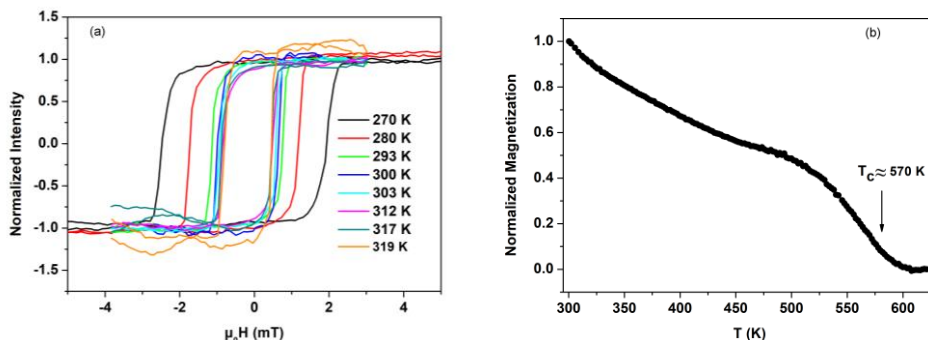 (a)
Normalized Intensity
1.5
1.0
0.5
0.0
-0.5
-1.0
-1.5
270 K
280 K
293 K
300 K
303 K
312 K
317 K
319 K
-4
-2
0
2
4
µ₀H (mT)
(b)
Normalized Magnetization
1.0
0.8
0.6
0.4
0.2
0.0
T_C≈ 570 K
300
350
400
450
500
550
600
T (K)